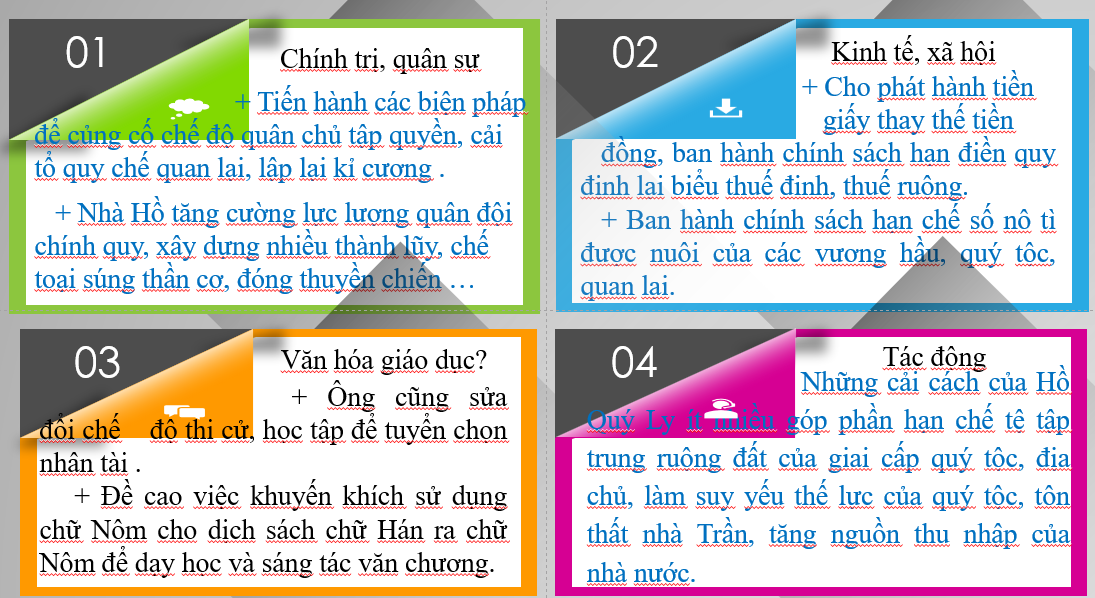 01
Chính trị, quân sự
+ Tiến hành các biện pháp
để củng cố chế độ quân chủ tập quyền, cải
tổ quy chế quan lại, lập lại kỉ cương .
+ Nhà Hồ tăng cường lực lượng quân đội
chính quy, xây dựng nhiều thành lũy, chế
toại súng thần cơ, đóng thuyền chiến …
02
Kinh tế, xã hội
+ Cho phát hành tiền
giấy thay thế tiền
đồng, ban hành chính sách hạn điền quy
định lại biểu thuế đinh, thuế ruộng.
+ Ban hành chính sách hạn chế số nô tì
được nuôi của các vương hầu, quý tộc,
quan lại.
03
Văn hóa giáo dục?
+ Ông cũng sửa
đổi chế độ thi cử, học tập để tuyển chọn
nhân tài .
+ Đề cao việc khuyến khích sử dụng
chữ Nôm cho dịch sách chữ Hán ra chữ
Nôm để dạy học và sáng tác văn chương.
04
Tác động
Những cải cách của Hồ
Quý Ly ít nhiều góp phần hạn chế tệ tập
trung ruộng đất của giai cấp quý tộc, địa
chủ, làm suy yếu thế lực của quý tộc, tôn
thất nhà Trần, tăng nguồn thu nhập của
nhà nước.